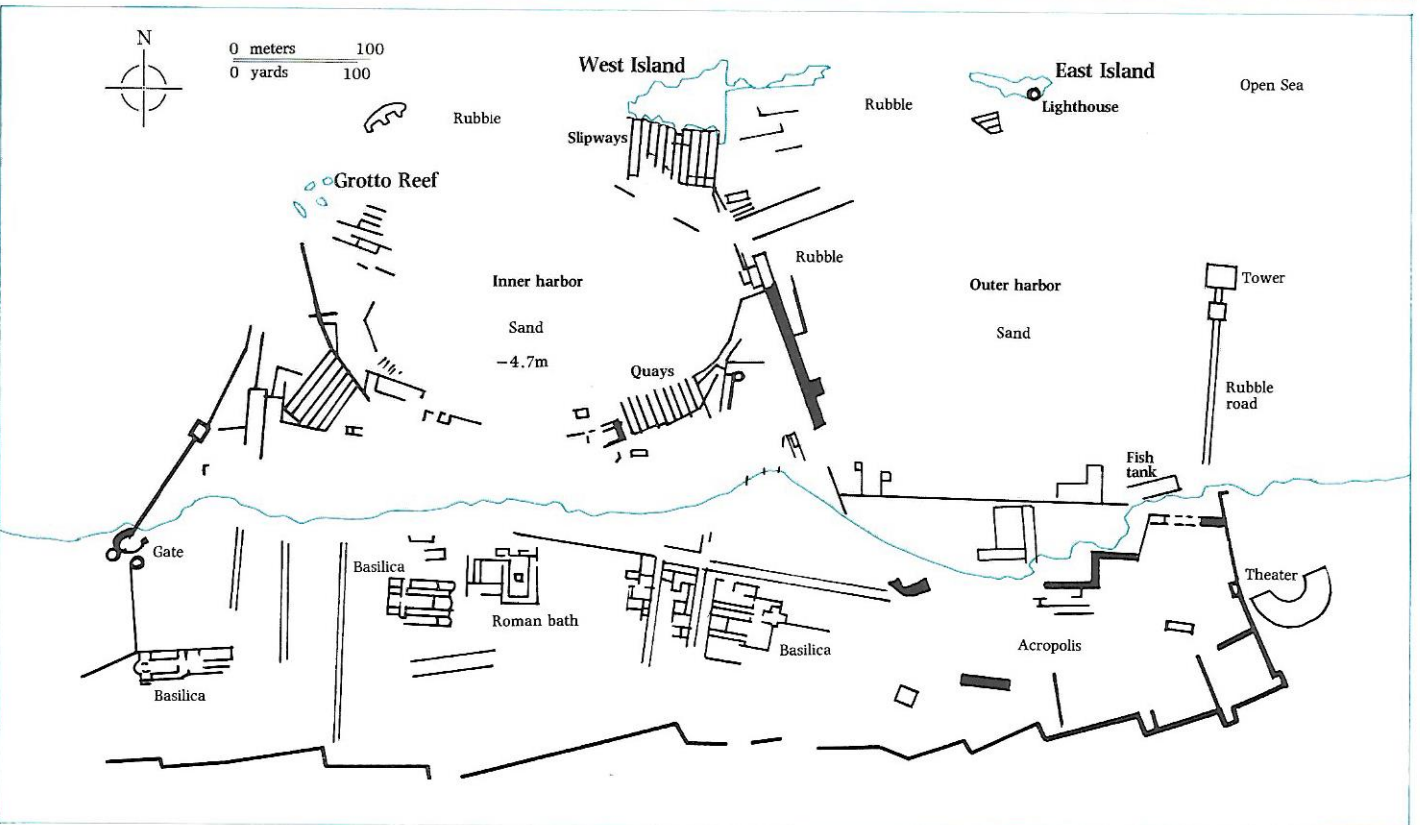 N
0 meters 100
0 yards 100
West Island
East Island
Open Sea
Lighthouse
Rubble
Rubble
Slipways
Grotto Reef
Rubble
Inner harbor
Outer harbor
Tower
Sand
Sand
-4.7m
Quays
Rubble
road
Fish
tank
Gate
Basilica
Theater
Roman bath
Acropolis
Basilica
Basilica